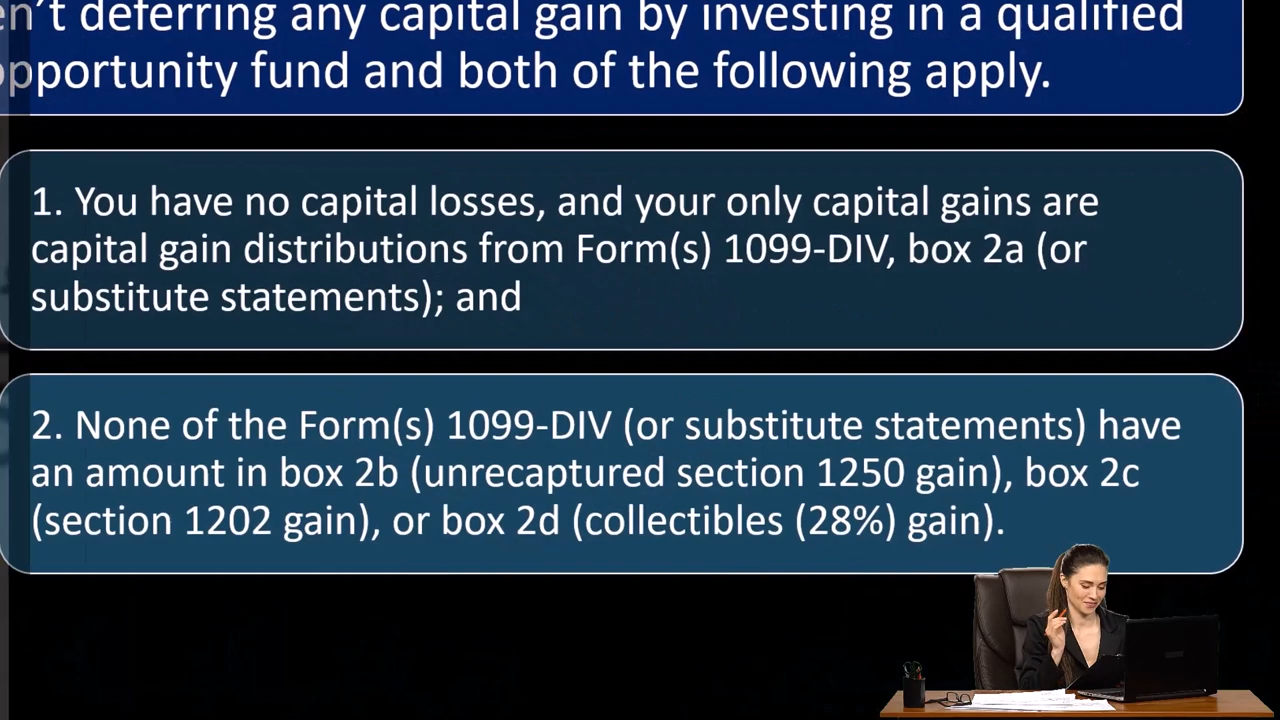 en't deferring any capital gain by investing in a qualified
opportunity fund and both of the following apply.
1. You have no capital losses, and your only capital gains are
capital gain distributions from Form(s) 1099-DIV, box 2a (or
substitute statements); and
2. None of the Form(s) 1099-DIV (or substitute statements) have
an amount in box 2b (unrecaptured section 1250 gain), box 2c
(section 1202 gain), or box 2d (collectibles (28%) gain).